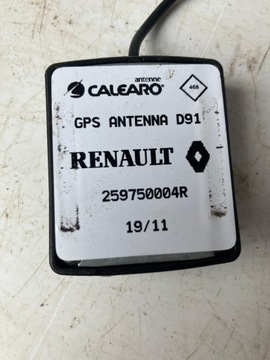 antenne
CALEARO®
468
GPS ANTENNA D91
RENAULT
259750004R
19/11